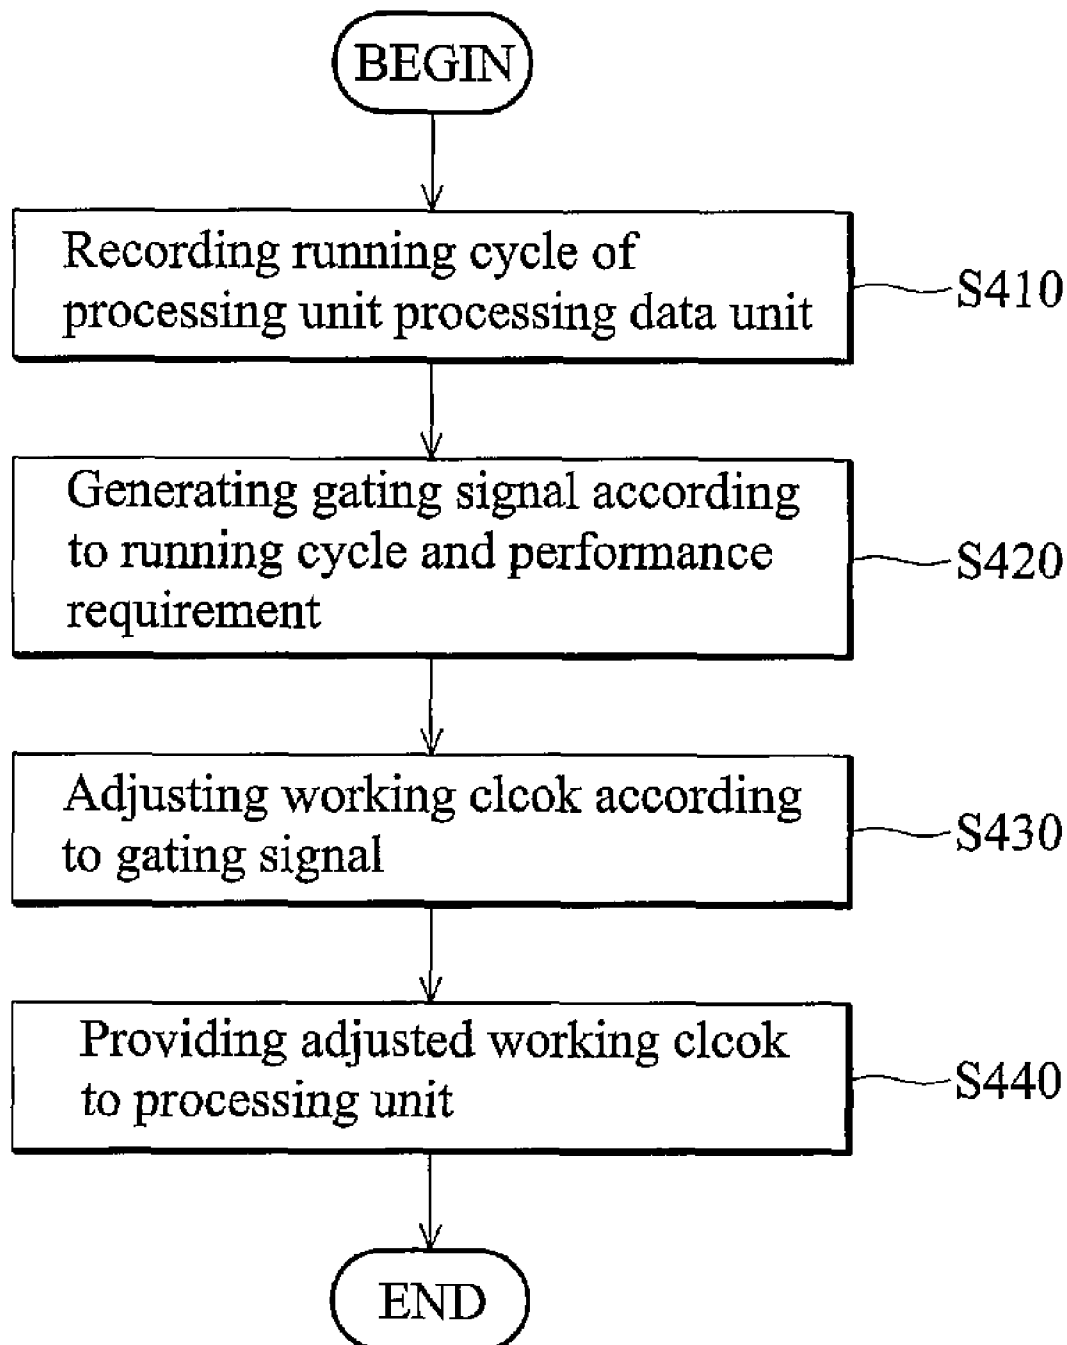 BEGIN
Recording running cycle of
processing unit processing data unit
S410
Generating gating signal according
to running cycle and performance
requirement
S420
Adjusting working clcok according
to gating signal
S430
Providing adjusted working clcok
to processing unit
S440
END